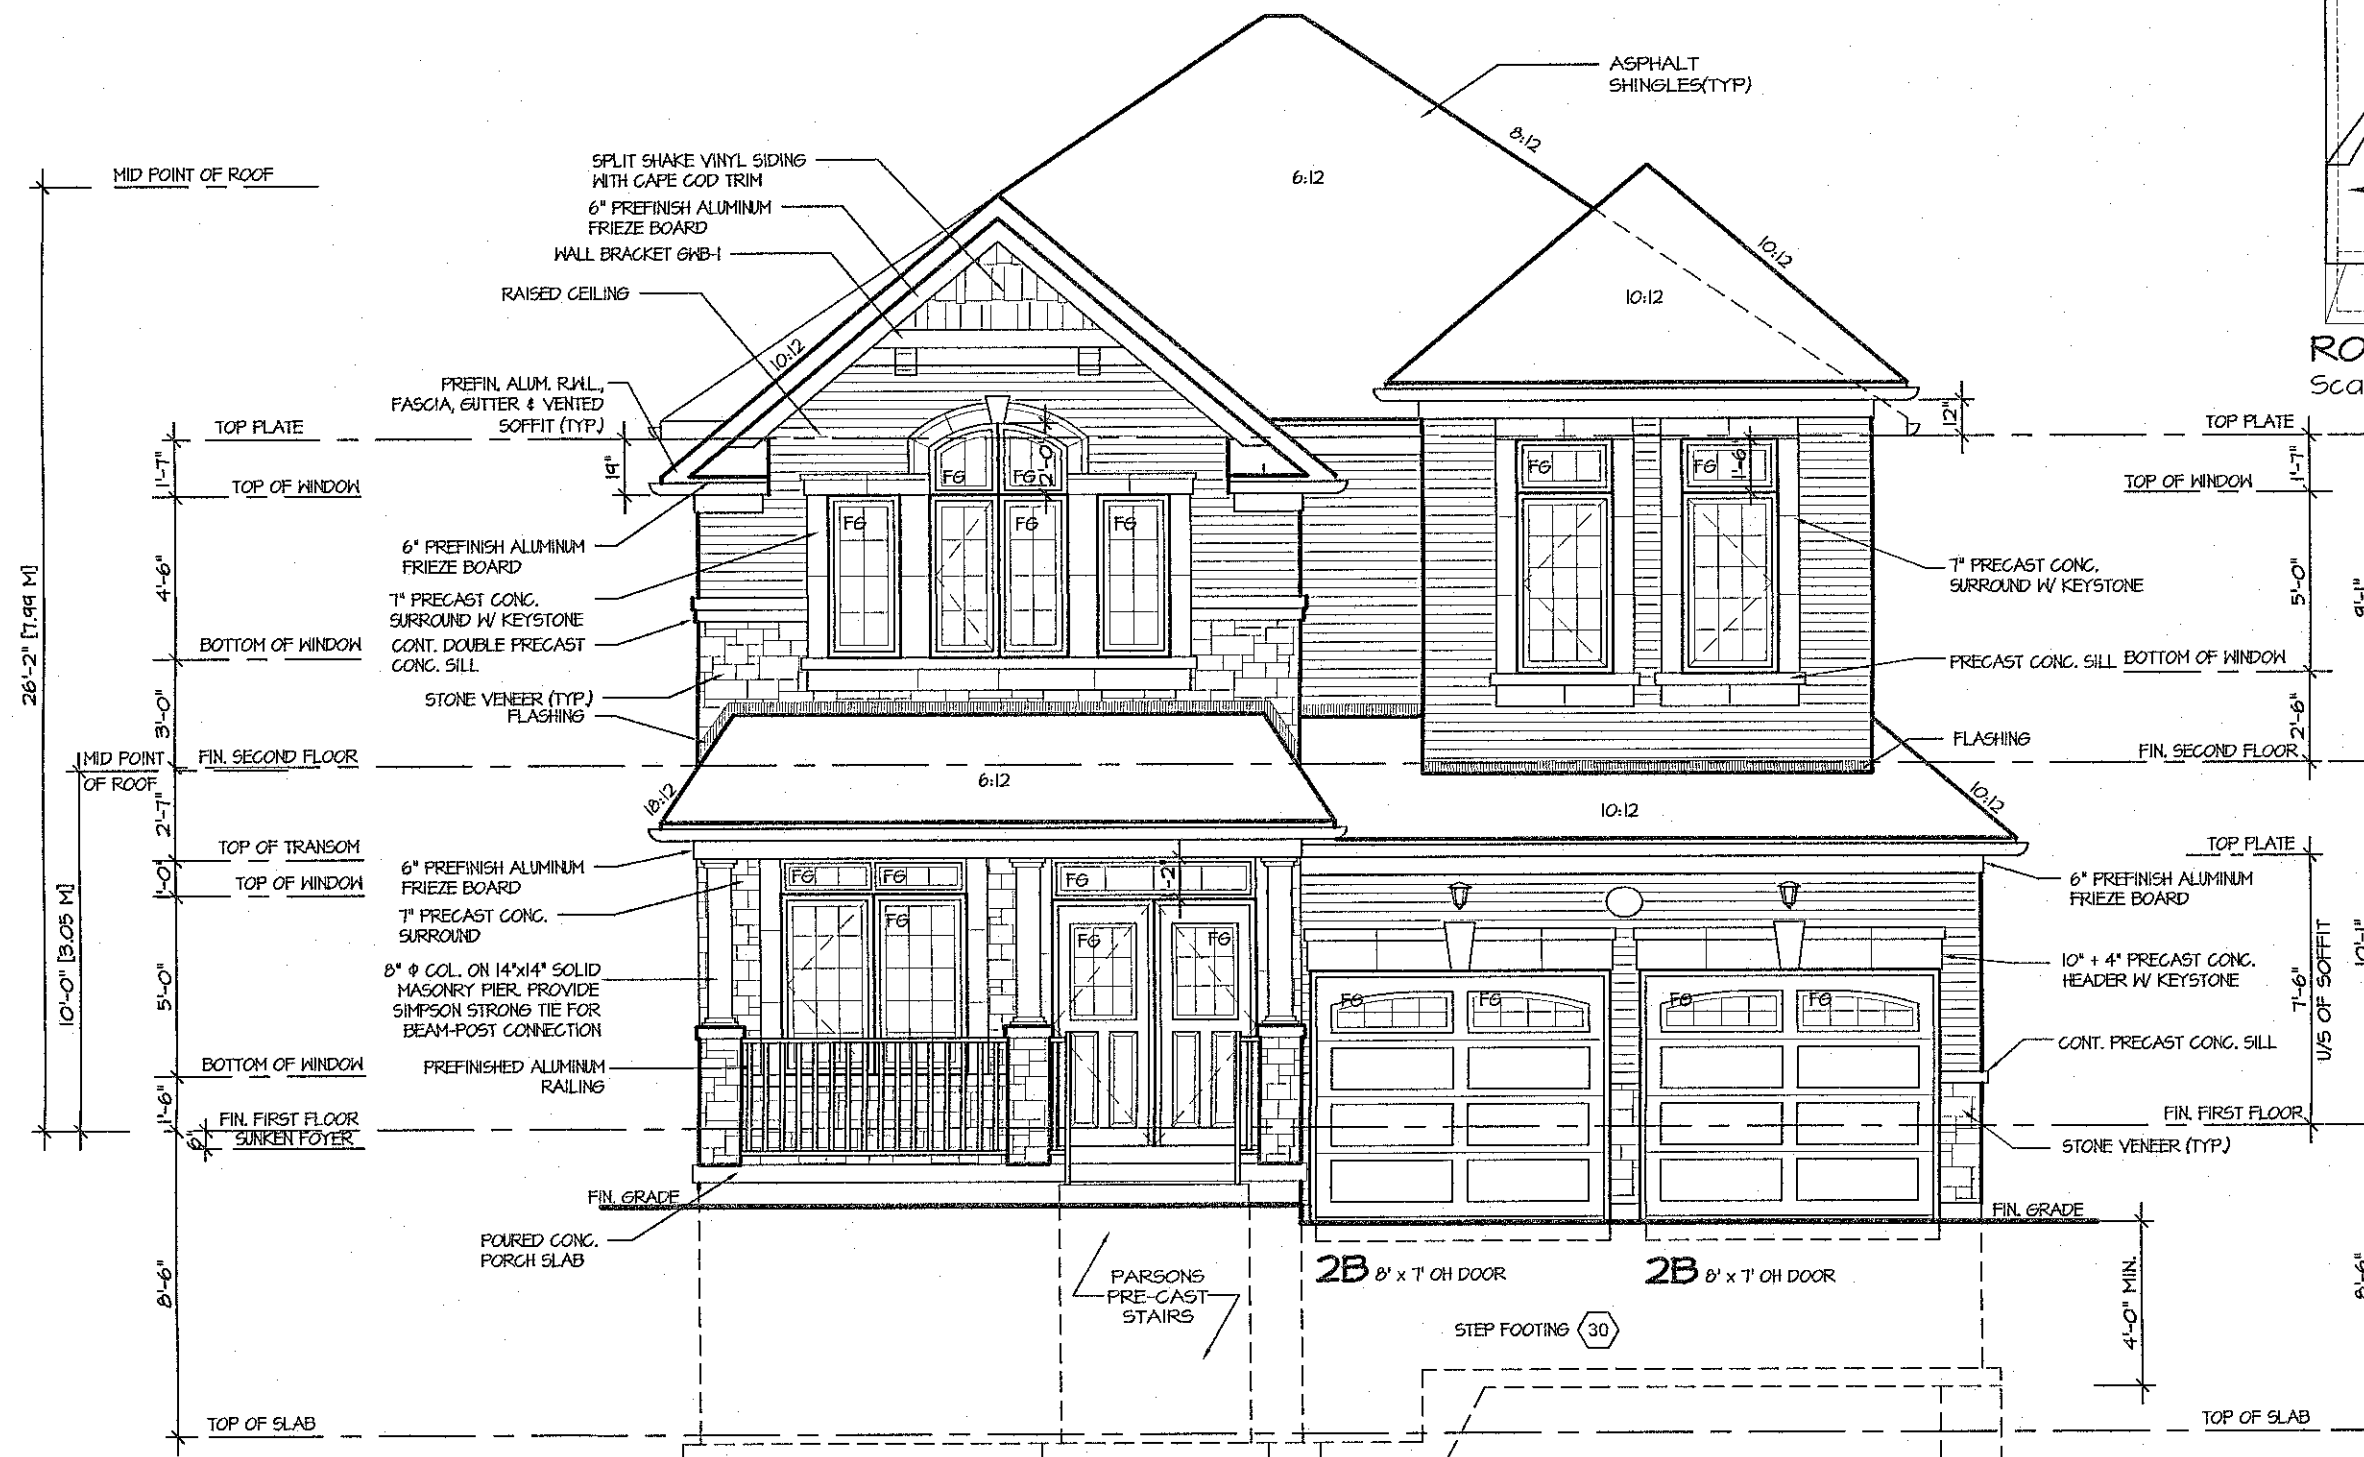 ASPHALT
SHINGLES(TYP.)
8:12
6:12
MID POINT OF ROOF
SPLIT SHAKE VINYL SIDING
WITH CAPE COD TRIM
6" PREFINISH ALUMINUM
FRIEZE BOARD
WALL BRACKET GWB-1
RAISED CEILING
10:12
10:12
10:12
PREFIN. ALUM. R.W.L.,
FASCIA, GUTTER & VENTED
SOFFIT (TYP.)
RO
Sca
TOP PLATE
TOP PLATE
12"
1'-7"
19"
TOP OF WINDOW
TOP OF WINDOW
1'-7"
FG
FG
2'-0"
FG
FG
1'-6"
FG
FG
FG
6" PREFINISH ALUMINUM
FRIEZE BOARD
4'-6"
7" PRECAST CONC.
SURROUND W/ KEYSTONE
7" PRECAST CONC.
SURROUND W/ KEYSTONE
5'-0"
9'-1"
26'-2" [7.99 M]
CONT. DOUBLE PRECAST
CONC. SILL
BOTTOM OF WINDOW
PRECAST CONC. SILL
BOTTOM OF WINDOW
STONE VENEER (TYP.)
FLASHING
3'-0"
2'-6"
FLASHING
MID POINT
OF ROOF
FIN. SECOND FLOOR
FIN. SECOND FLOOR
18:12
6:12
10:12
10:12
2'-7"
TOP OF TRANSOM
TOP PLATE
1'-0"
TOP OF WINDOW
6" PREFINISH ALUMINUM
FRIEZE BOARD
FG
FG
FG
FG
6" PREFINISH ALUMINUM
FRIEZE BOARD
7" PRECAST CONC.
SURROUND
FG
FG
10'-0" [3.05 M]
5'-0"
8" Φ COL. ON 14"x14" SOLID
MASONRY PIER. PROVIDE
SIMPSON STRONG TIE FOR
BEAM-POST CONNECTION
10" + 4" PRECAST CONC.
HEADER W/ KEYSTONE
7'-6"
U/S OF SOFFIT
10'-1"
FG
FG
FG
FG
BOTTOM OF WINDOW
PREFINISHED ALUMINUM
RAILING
CONT. PRECAST CONC. SILL
1'-6"
FIN. FIRST FLOOR
SUNKEN FOYER
FIN. FIRST FLOOR
STONE VENEER (TYP.)
FIN. GRADE
FIN. GRADE
POURED CONC.
PORCH SLAB
8'-6"
PARSONS
PRE-CAST
STAIRS
2B 8' x 7' OH DOOR
2B 8' x 7' OH DOOR
STEP FOOTING 30
4'-0" MIN.
8'-6"
TOP OF SLAB
TOP OF SLAB